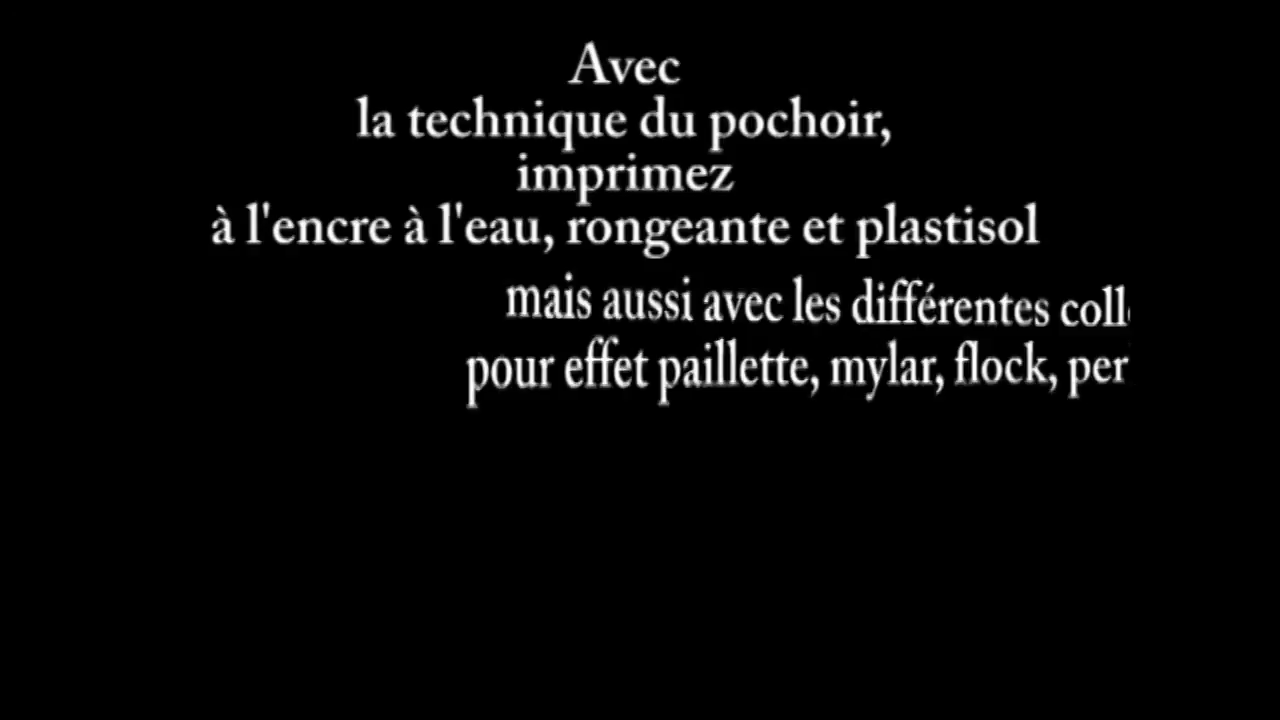 Avec
la technique du pochoir,
imprimez
à l'encre à l'eau, rongeante et plastisol
mais aussi avec les différentes
pour effet paillette, mylar, flock,